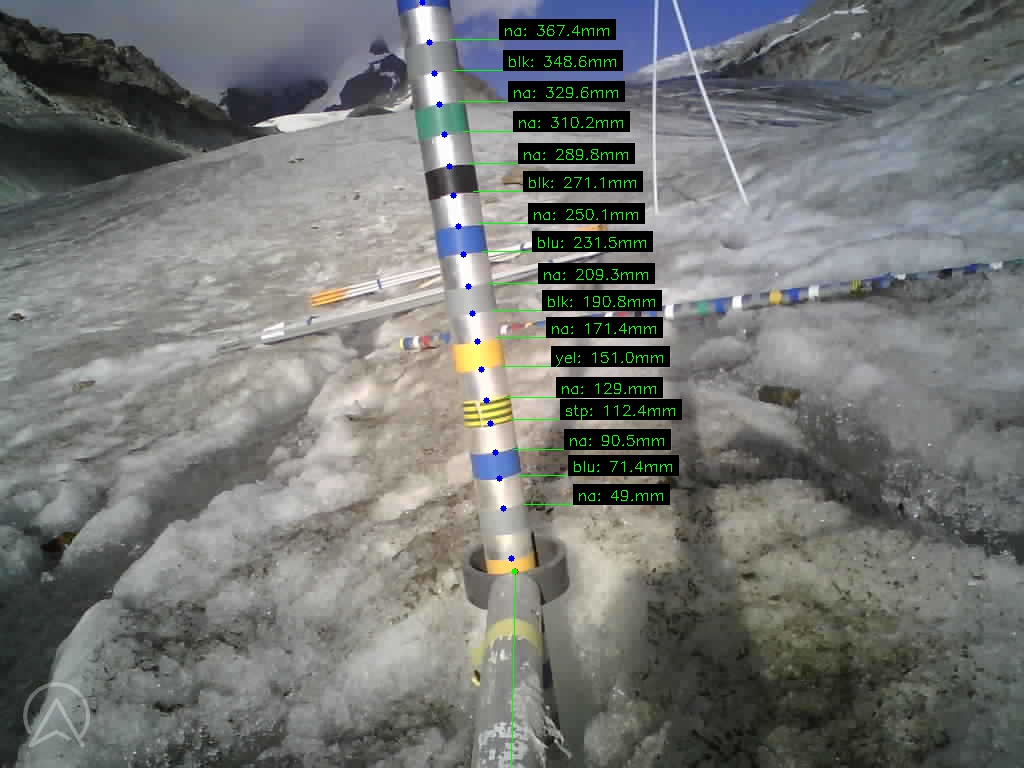 na: 367.4mm
blk: 348.6mm
na: 329.6mm
na: 310.2mm
na: 289.8mm
blk: 271.1mm
na: 250.1mm
blu: 231.5mm
na: 209.3mm
blk: 190.8mm
na: 171.4mm
yel: 151.0mm
na: 129.mm
stp: 112.4mm
na: 90.5mm
blu: 71.4mm
na: 49.mm